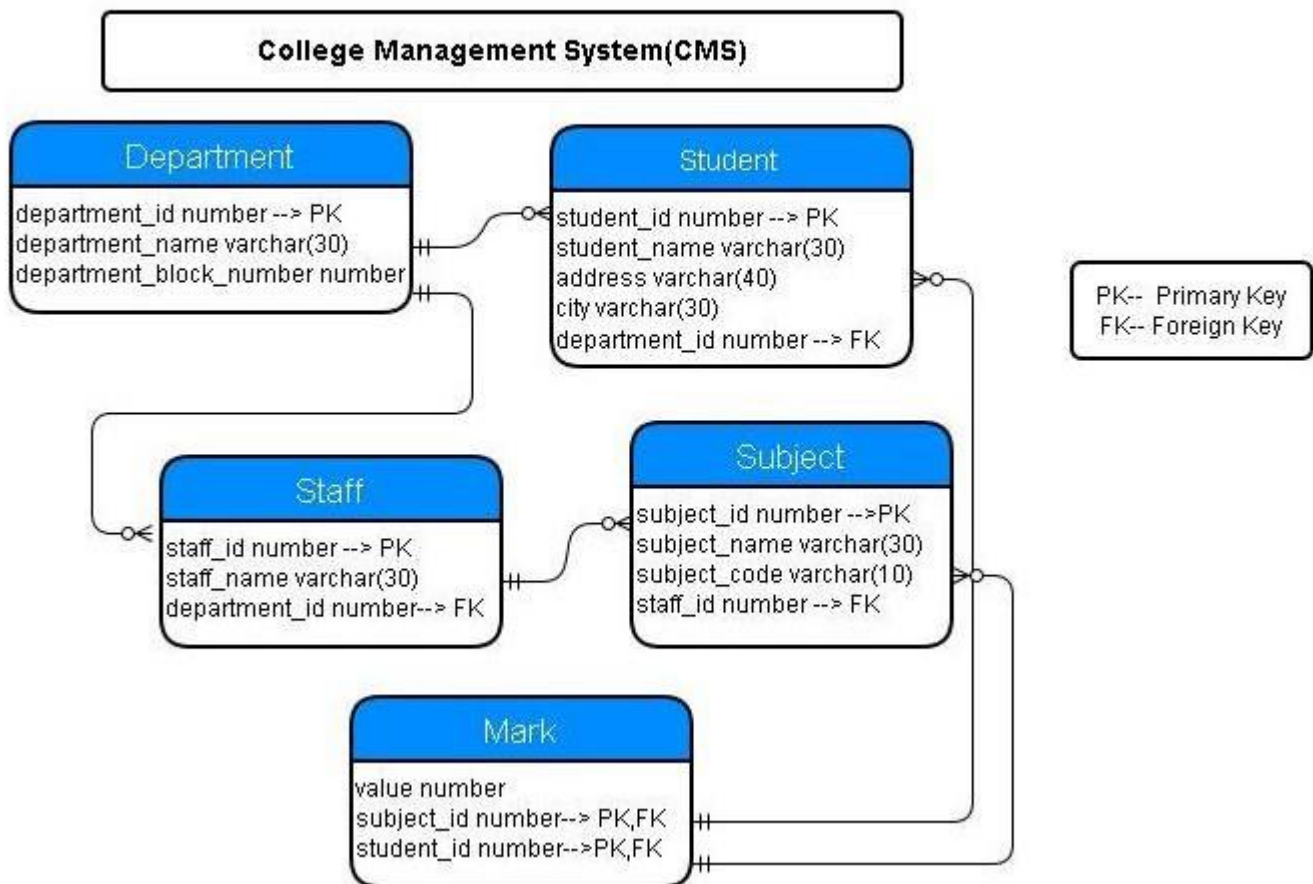 College Management System(CMS)
Department
department_id number --> PK
department_name varchar(30)
department_block_number number
Student
student_id number --> PK
student_name varchar(30)
address varchar(40)
city varchar(30)
department_id number --> FK
PK-- Primary Key
FK-- Foreign Key
Staff
staff_id number --> PK
staff_name varchar(30)
department_id number--> FK
Subject
subject_id number -->PK
subject_name varchar(30)
subject_code varchar(10)
staff_id number --> FK
Mark
value number
subject_id number--> PK,FK
student_id number-->PK,FK